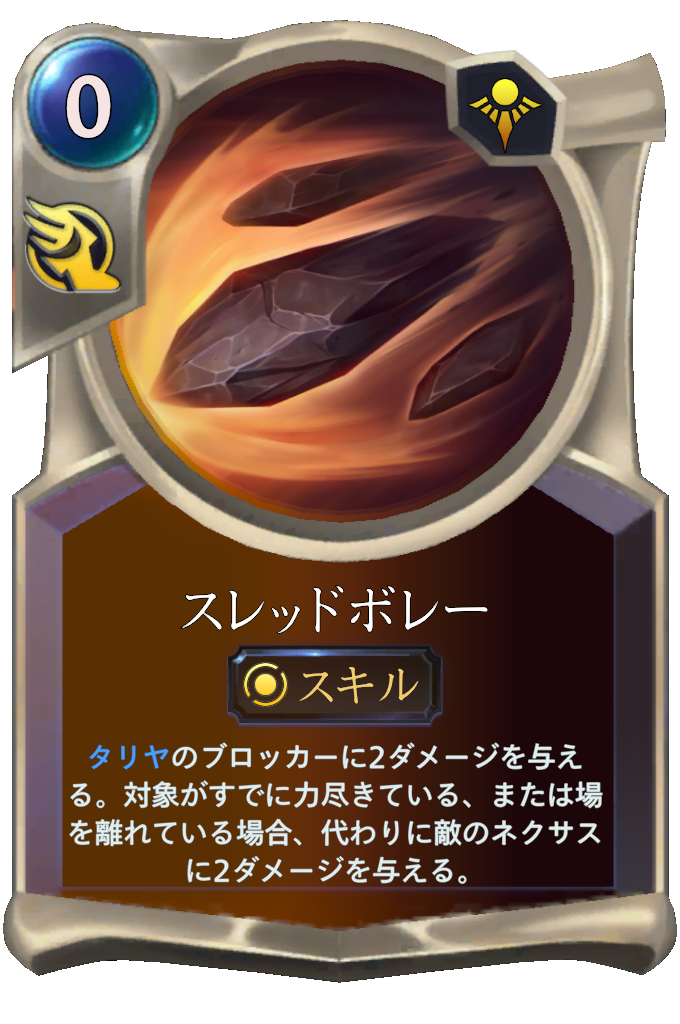 0
スレッドボレー
スキル
タリヤのブロッカーに2ダメージを与え
る。対象がすでに力尽きている、または場
を離れている場合、代わりに敵のネクサス
に2ダメージを与える。